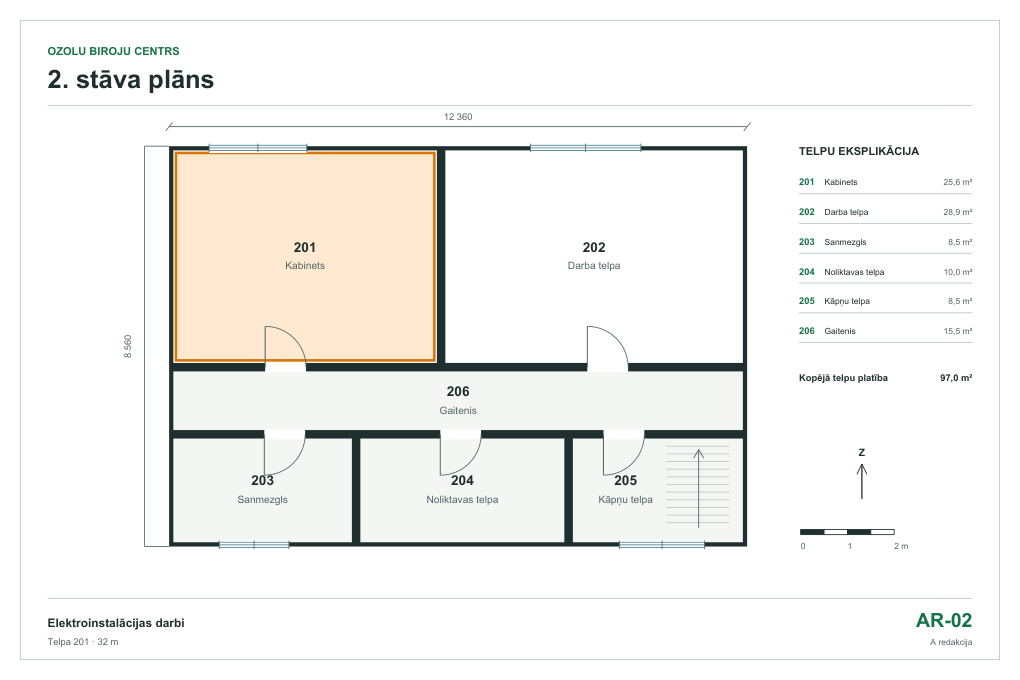 OZOLU BIROJU CENTRS
2. stāva plāns
12 360
8 560
201
Kabinets
202
Darba telpa
206
Gaitenis
203
Sanmezgls
204
Noliktavas telpa
205
Kāpņu telpa
TELPU EKSPLIKĀCIJA
201 Kabinets 25,6 m²
202 Darba telpa 28,9 m²
203 Sanmezgls 8,5 m²
204 Noliktavas telpa 10,0 m²
205 Kāpņu telpa 8,5 m²
206 Gaitenis 15,5 m²
Kopējā telpu platība 97,0 m²
Z
0 1 2 m
Elektroinstalācijas darbi
Telpa 201 · 32 m
AR-02
A redakcija